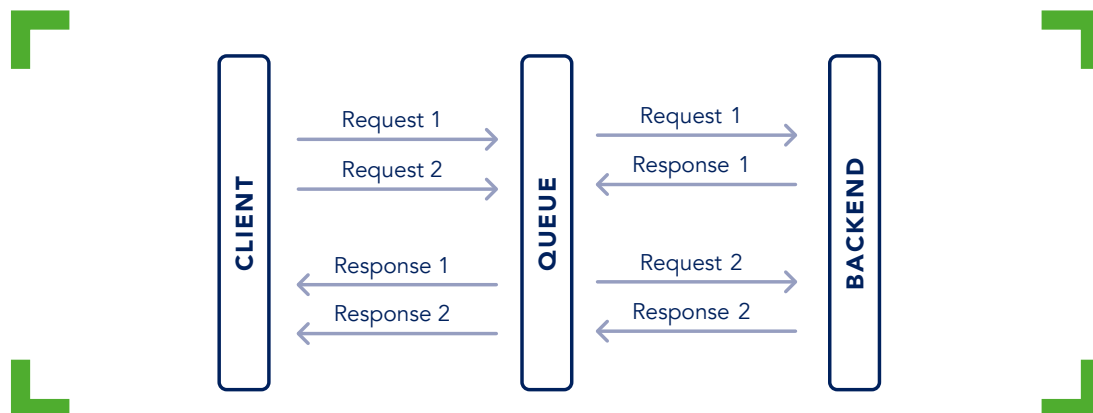 CLIENT
Request 1
Request 2
Response 1
Response 2
QUEUE
Request 1
Response 1
Request 2
Response 2
BACKEND